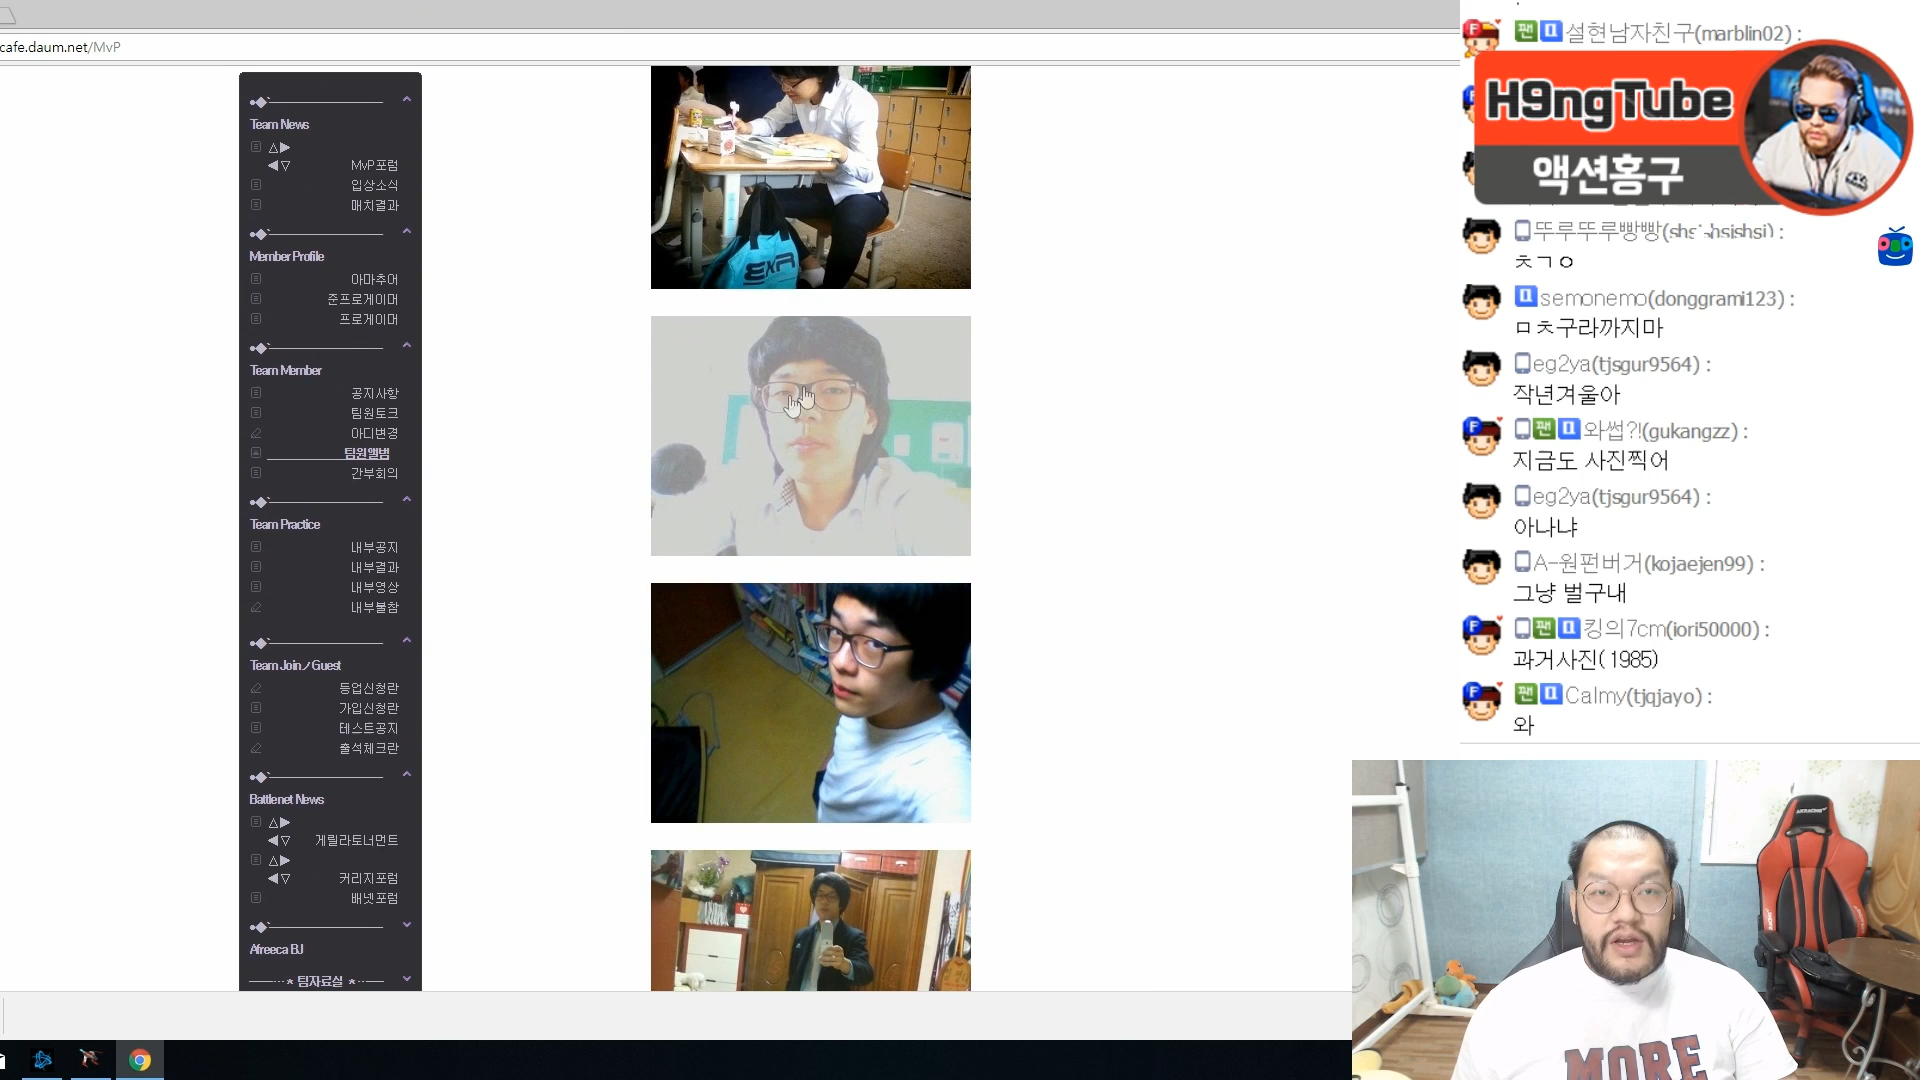 cafe.daum.net/MvP
Team News
MvP포럼
입상소식
매치결과
Member Profile
아마추어
준프로게이머
프로게이머
Team Member
공지사항
팀원토크
아디변경
팀원앨범
간부회의
Team Practice
내부공지
내부결과
내부영상
내부불참
Team Join / Guest
등업신청란
가입신청란
테스트공지
출석체크란
Battlenet News
게릴라토너먼트
커리지포럼
배넷포럼
Afreeca BJ
* 팀자료실 *
EXR
팬 설현남자친구(marblin02) :
H9ngTube
액션홍구
뚜루뚜루빵빵
ㅊㄱㅇ
semonemo(donggrami123) :
ㅁㅊ구라까지마
eg2ya(tjsgur9564) :
작년겨울아
팬 와썹?!(gukangzz) :
지금도 사진찍어
eg2ya(tjsgur9564) :
아나냐
A-원펀버거(kojaejen99) :
그냥 벌구내
팬 킹의7cm(iori50000) :
과거사진(1985)
팬 Calmy(tjqjayo) :
와
AKRACING
MORE